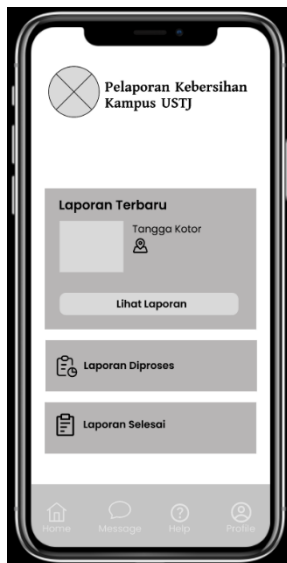 Pelaporan Kebersihan
Kampus USTJ
Laporan Terbaru
Tangga Kotor
Lihat Laporan
Laporan Diproses
Laporan Selesai
Home
Message
Help
Profile